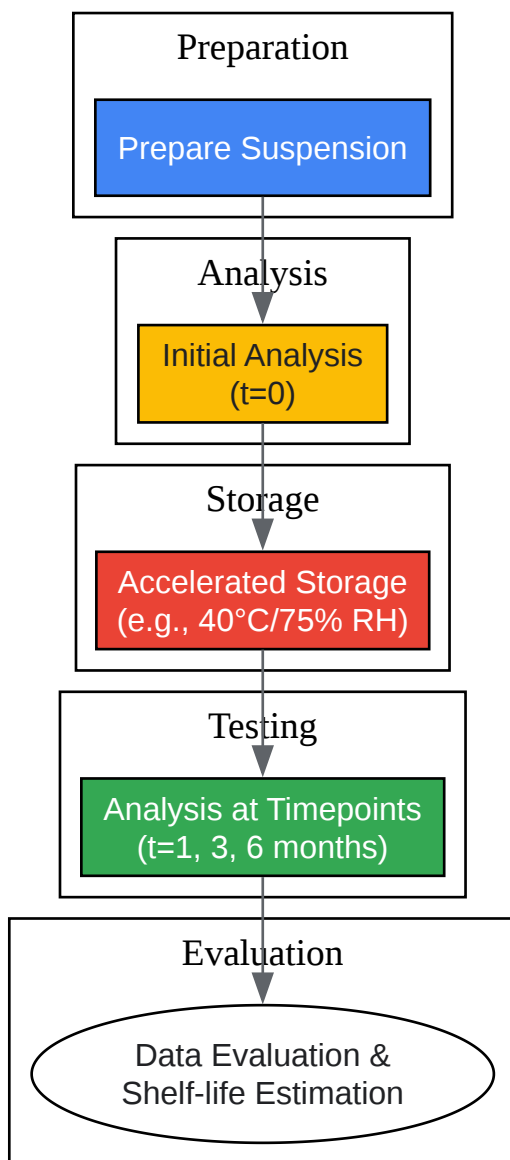 Preparation
Prepare Suspension
Analysis
Initial Analysis
(t=0)
Storage
Accelerated Storage
(e.g., 40°C/75% RH)
Testing
Analysis at Timepoints
(t=1, 3, 6 months)
Evaluation
Data Evaluation &
Shelf-life Estimation